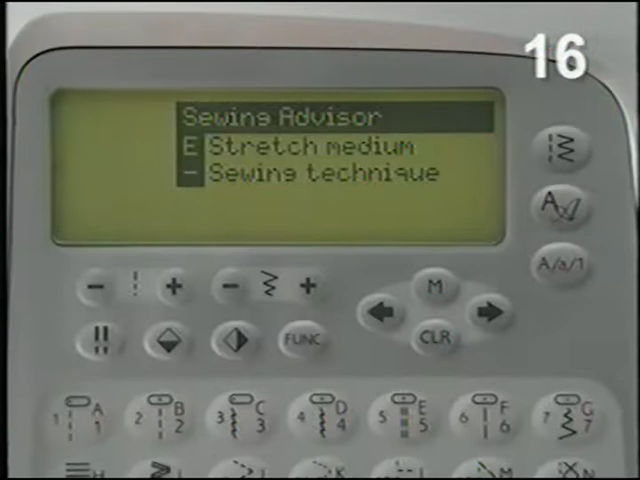 16
Sewing Advisor
E Stretch medium
- Sewing technique
A
A/a/1
- + - +
M
FUNC
CLR
1 A 1 2 B 2 3 C 3 4 D 4 5 E 5 6 F 6 7 G 7
H I J K L M N